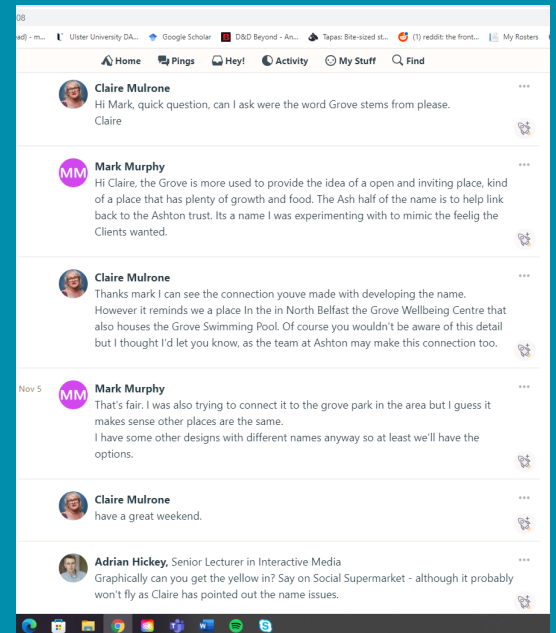 08
ead) - m...  Ulster University DA...  Google Scholar  D&D Beyond - An...  Tapas: Bite-sized st...  (1) reddit: the front...  My Rosters
Home  Pings  Hey!  Activity  My Stuff  Find
Claire Mulrone
Hi Mark, quick question, can I ask were the word Grove stems from please.
Claire
MM
Mark Murphy
Hi Claire, the Grove is more used to provide the idea of a open and inviting place, kind
of a place that has plenty of growth and food. The Ash half of the name is to help link
back to the Ashton trust. Its a name I was experimenting with to mimic the feelig the
Clients wanted.
Claire Mulrone
Thanks mark I can see the connection youve made with developing the name.
However it reminds we a place In the in North Belfast the Grove Wellbeing Centre that
also houses the Grove Swimming Pool. Of course you wouldn't be aware of this detail
but I thought I'd let you know, as the team at Ashton may make this connection too.
Nov 5
MM
Mark Murphy
That's fair. I was also trying to connect it to the grove park in the area but I guess it
makes sense other places are the same.
I have some other designs with different names anyway so at least we'll have the
options.
Claire Mulrone
have a great weekend.
Adrian Hickey, Senior Lecturer in Interactive Media
Graphically can you get the yellow in? Say on Social Supermarket - although it probably
won't fly as Claire has pointed out the name issues.